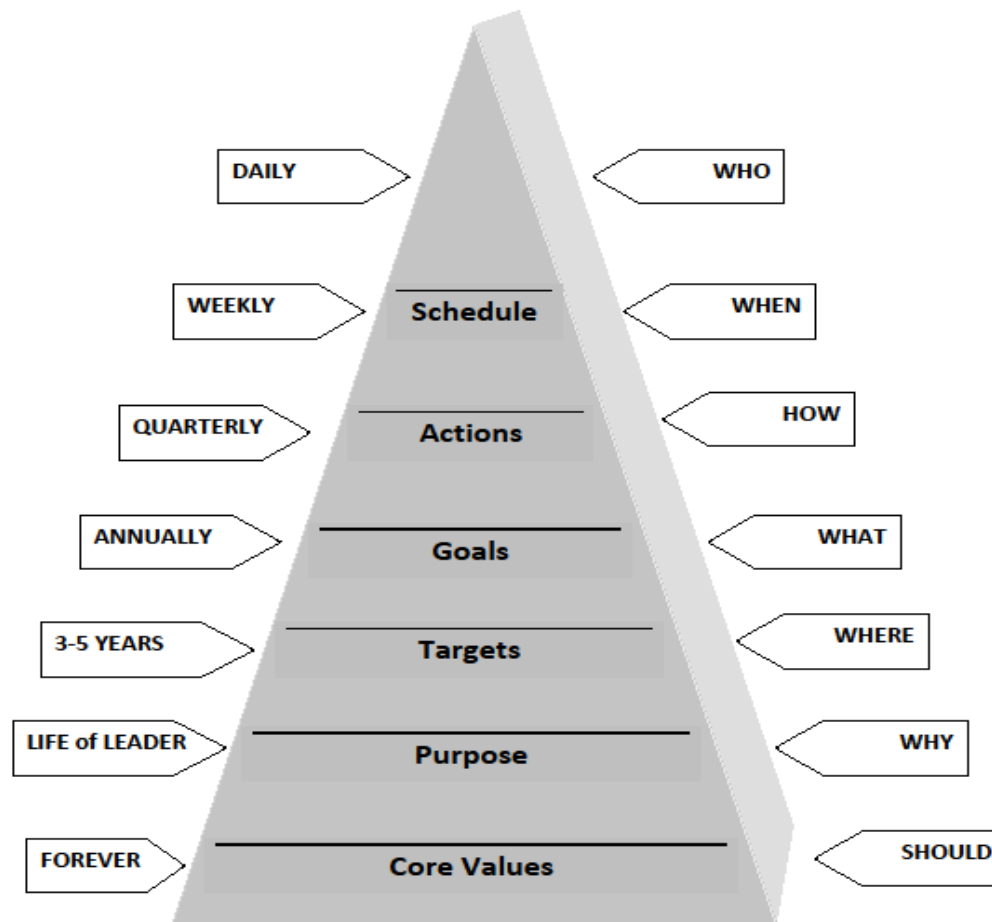 DAILY
WHO
WEEKLY
Schedule
WHEN
QUARTERLY
Actions
HOW
ANNUALLY
Goals
WHAT
3-5 YEARS
Targets
WHERE
LIFE of LEADER
Purpose
WHY
FOREVER
Core Values
SHOULD